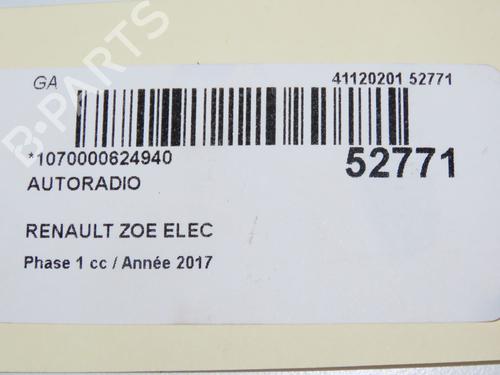 GA
41120201 52771
*1070000624940
52771
AUTORADIO
RENAULT ZOE ELEC
Phase 1 cc / Année 2017
B-PARTS